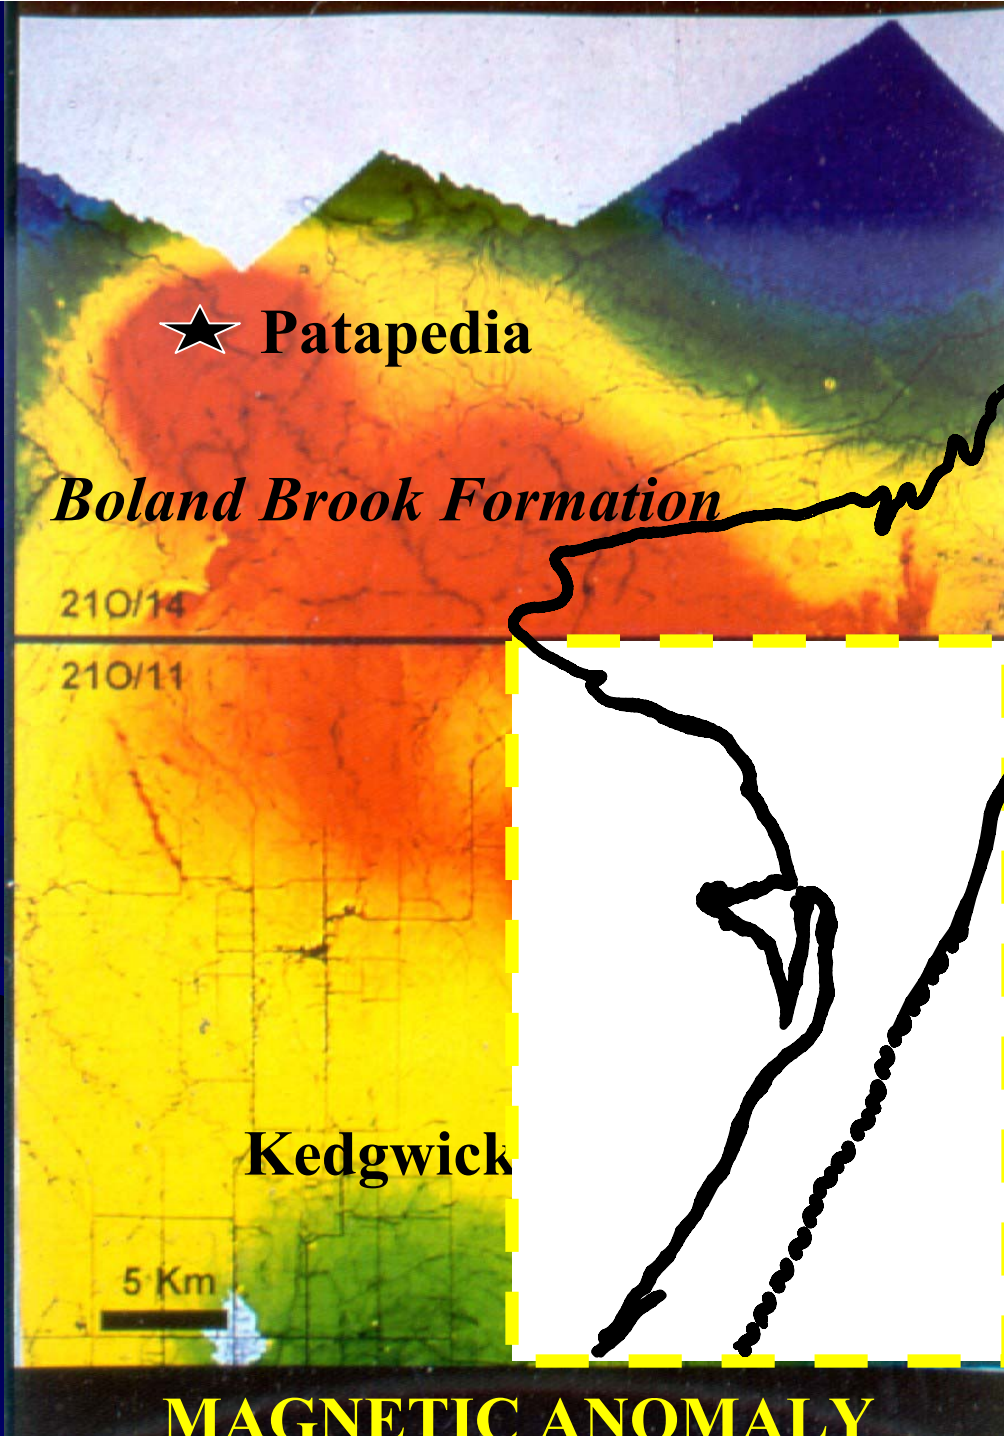 Patapedia
Boland Brook Formation
21O/14
21O/11
Kedgwick
5 Km
MAGNETIC ANOMALY